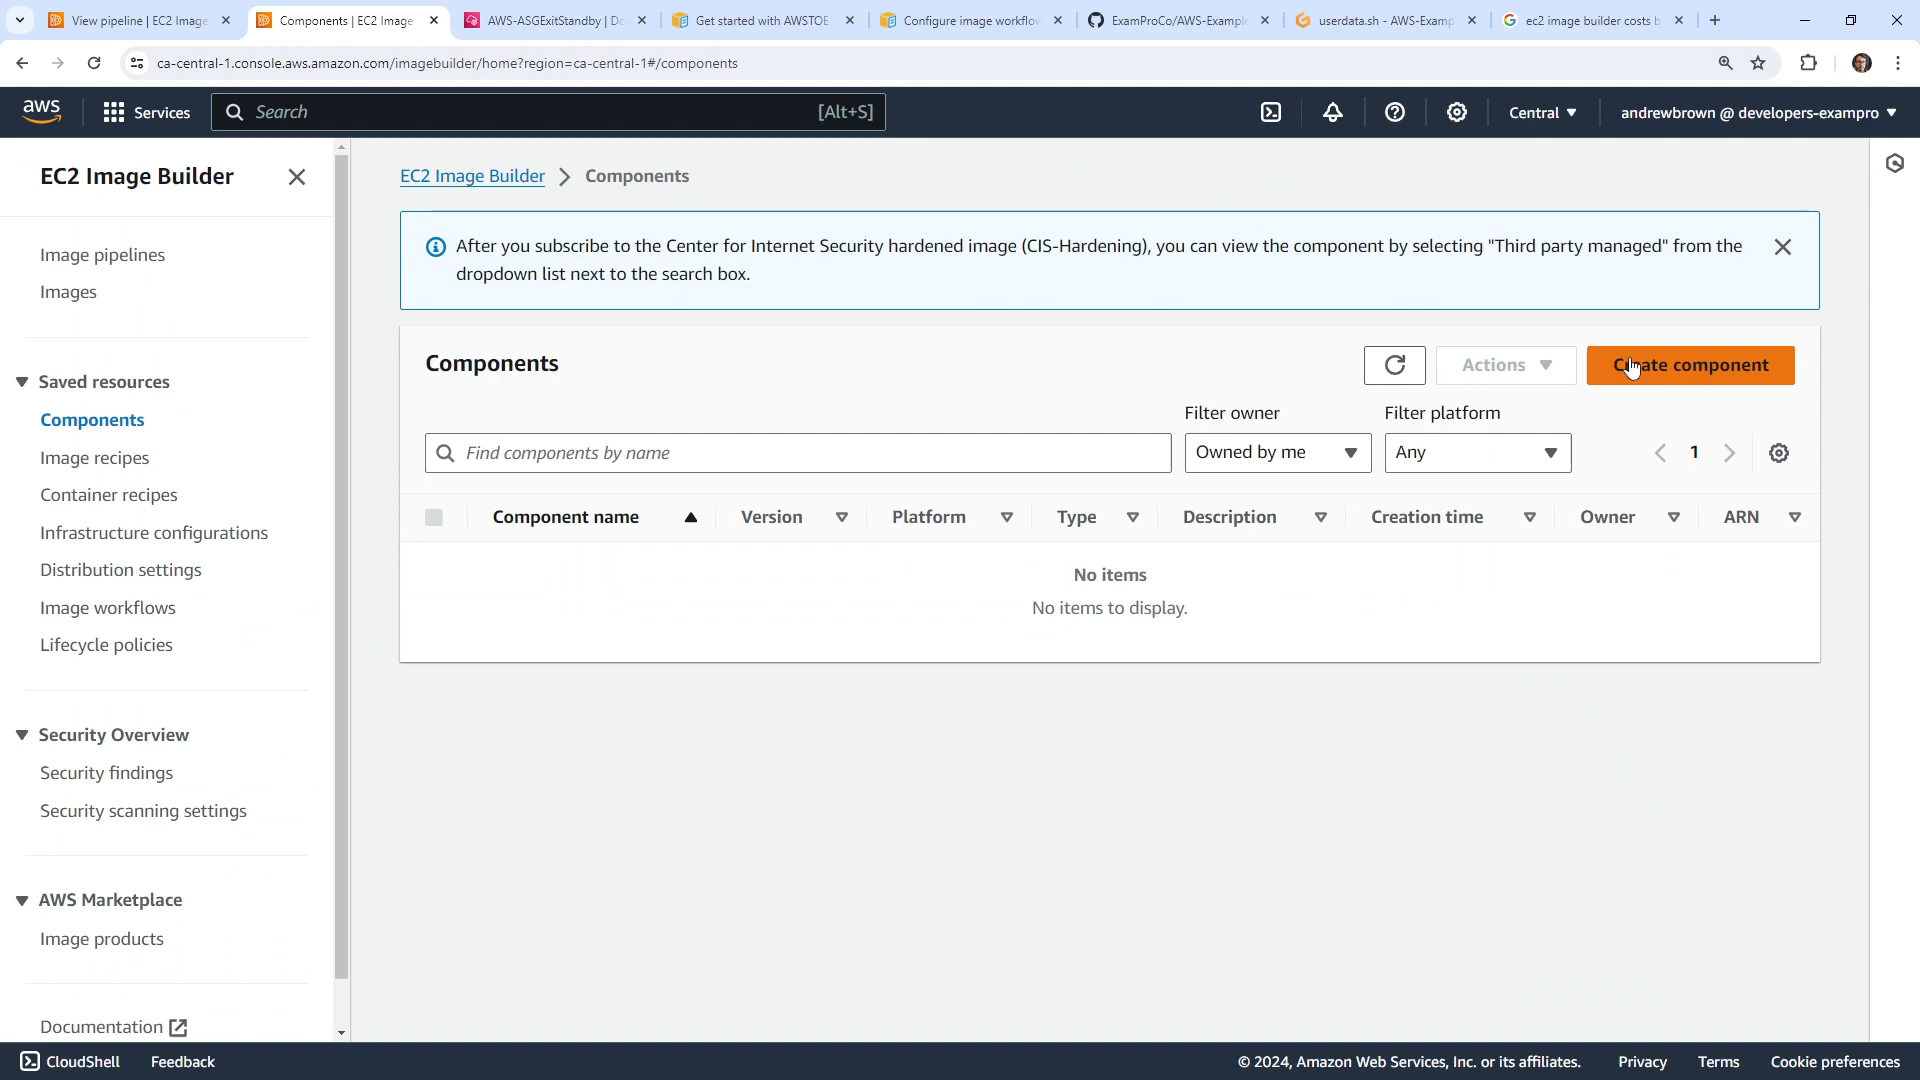 View pipeline | EC2 Image
Components | EC2 Image
AWS-ASGExitStandby | Do
Get started with AWSTOE
Configure image workflo
ExamProCo/AWS-Example
userdata.sh - AWS-Examp
ec2 image builder costs b
ca-central-1.console.aws.amazon.com/imagebuilder/home?region=ca-central-1#/components
aws
Services
Search
[Alt+S]
Central
andrewbrown @ developers-exampro
EC2 Image Builder
Image pipelines
Images
Saved resources
Components
Image recipes
Container recipes
Infrastructure configurations
Distribution settings
Image workflows
Lifecycle policies
Security Overview
Security findings
Security scanning settings
AWS Marketplace
Image products
Documentation
EC2 Image Builder > Components
After you subscribe to the Center for Internet Security hardened image (CIS-Hardening), you can view the component by selecting "Third party managed" from the
dropdown list next to the search box.
Components
Actions
Create component
Filter owner
Filter platform
Find components by name
Owned by me
Any
1
Component name
Version
Platform
Type
Description
Creation time
Owner
ARN
No items
No items to display.
CloudShell
Feedback
© 2024, Amazon Web Services, Inc. or its affiliates.
Privacy
Terms
Cookie preferences